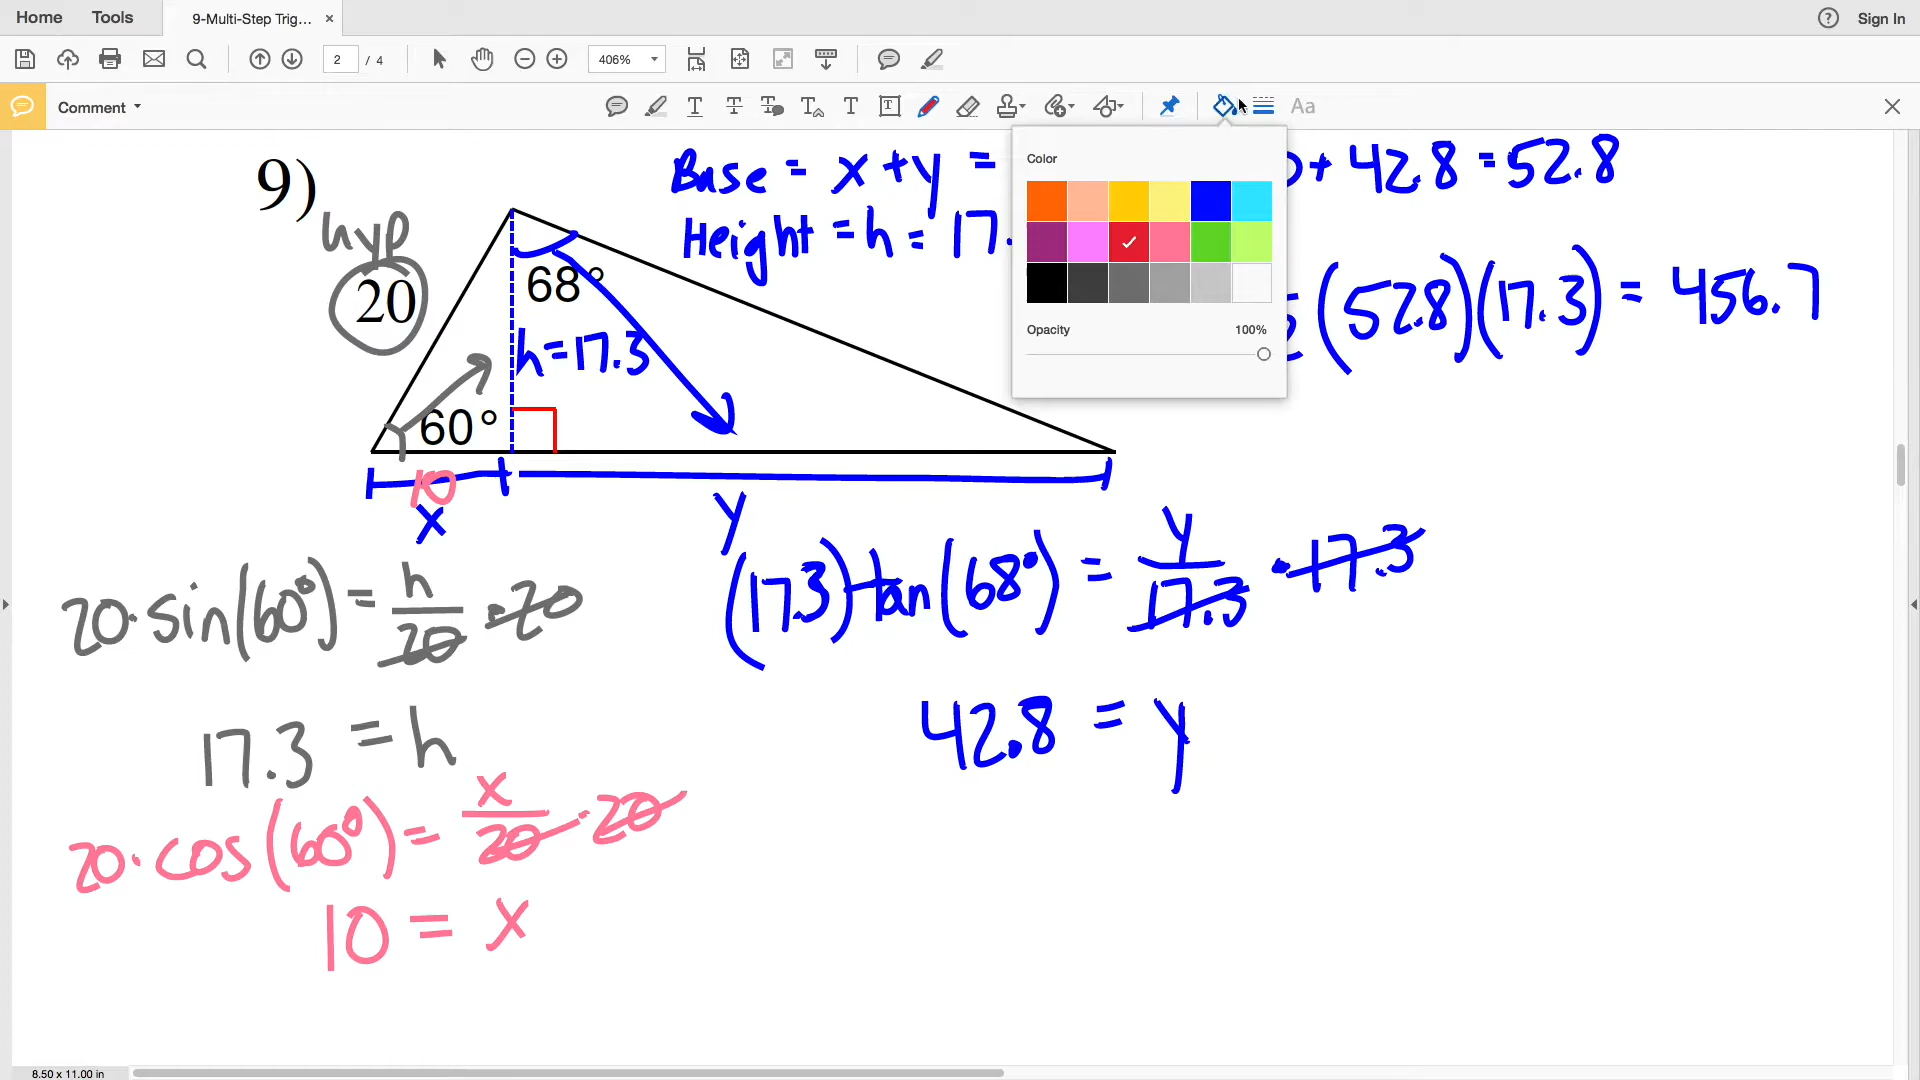 Home Tools 9-Multi-Step Trig... × ? Sign In
2 / 4 406%
Comment Aa
Color
Opacity 100%
9)
Base = x + y =
+ 42.8 = 52.8
Height = h = 17.
(52.8)(17.3) = 456.7
hyp
20
68°
h=17.3
60°
10
x
y
20·sin(60°) = h/20 ·20
17.3 = h
20·cos(60°) = x/20 ·20
10 = x
(17.3)tan(68°) = y/17.3 ·17.3
42.8 = y
8.50 x 11.00 in